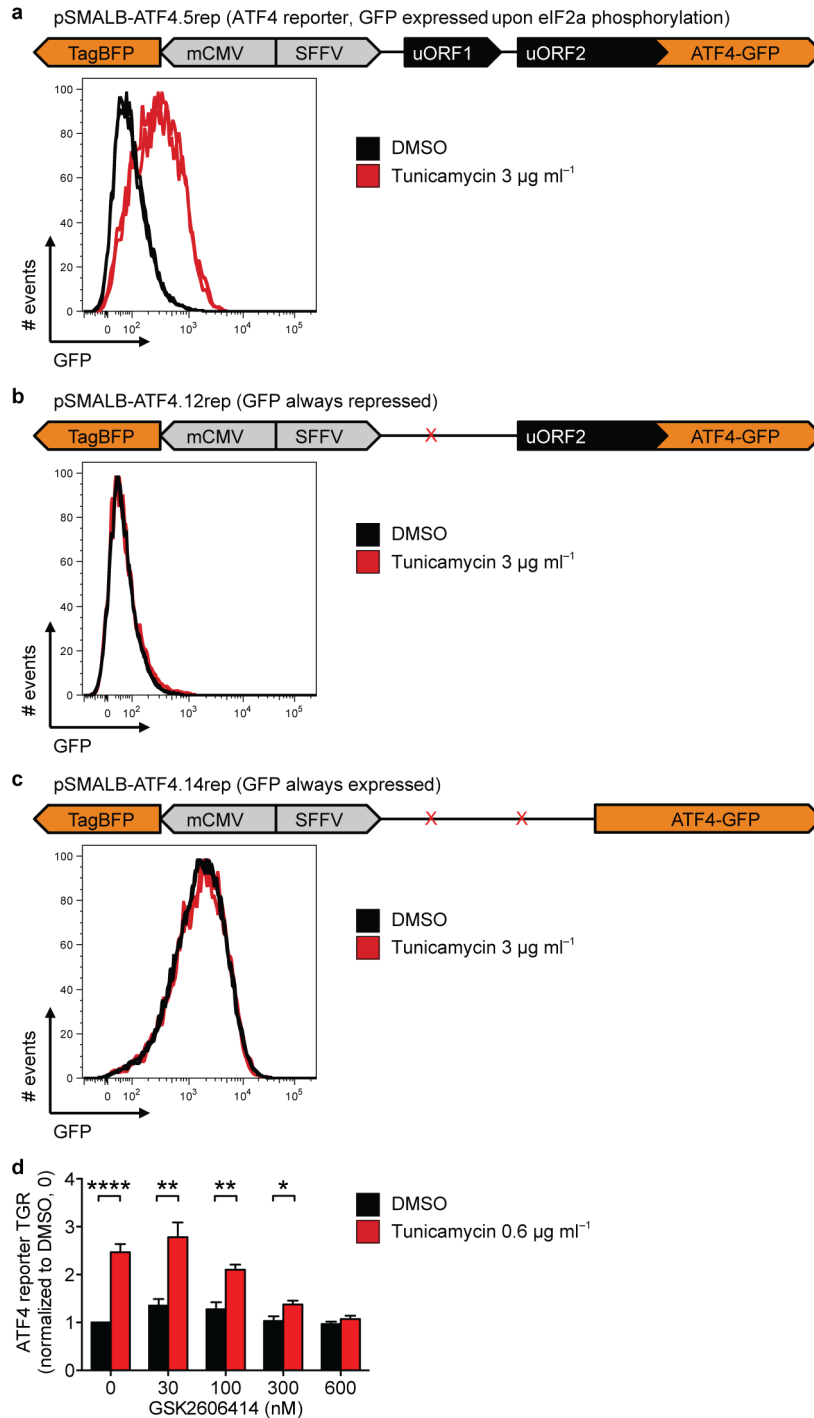 a pSMALB-ATF4.5rep (ATF4 reporter, GFP expressed upon eIF2a phosphorylation)
TagBFP mCMV SFFV uORF1 uORF2 ATF4-GFP
100
80
60
40
20
0
0 10² 10³ 10⁴ 10⁵
# events
GFP
DMSO
Tunicamycin 3 µg ml⁻¹
b pSMALB-ATF4.12rep (GFP always repressed)
TagBFP mCMV SFFV X uORF2 ATF4-GFP
100
80
60
40
20
0
0 10² 10³ 10⁴ 10⁵
# events
GFP
DMSO
Tunicamycin 3 µg ml⁻¹
c pSMALB-ATF4.14rep (GFP always expressed)
TagBFP mCMV SFFV X X ATF4-GFP
100
80
60
40
20
0
0 10² 10³ 10⁴ 10⁵
# events
GFP
DMSO
Tunicamycin 3 µg ml⁻¹
d
ATF4 reporter TGR
(normalized to DMSO, 0)
4
3
2
1
0
**** ** ** *
0 30 100 300 600
GSK2606414 (nM)
DMSO
Tunicamycin 0.6 µg ml⁻¹